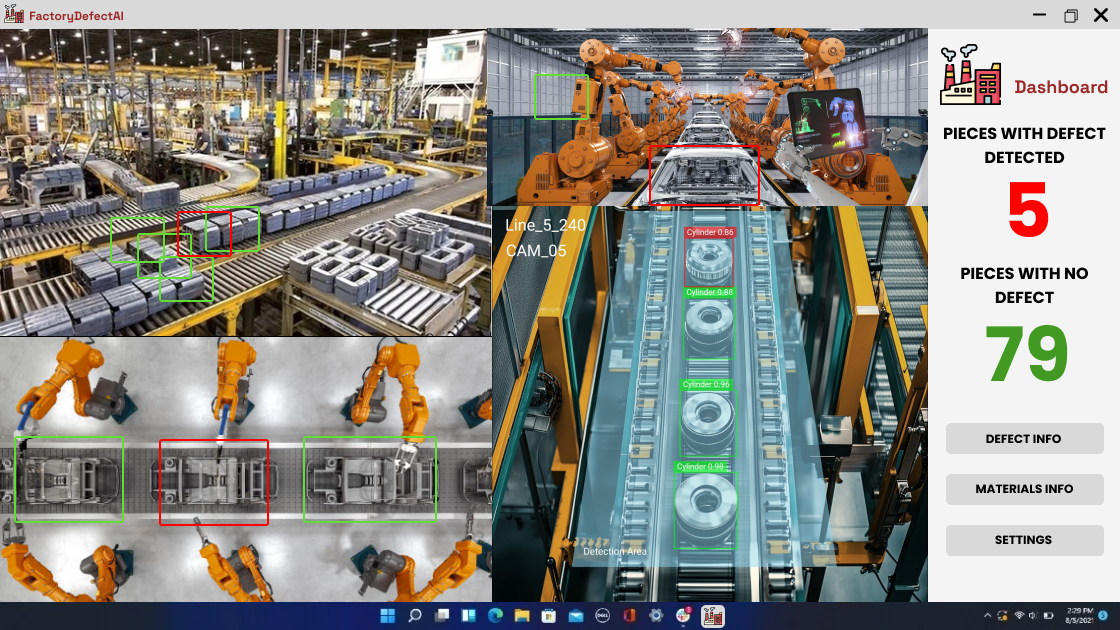 FactoryDefectAI
Line_5_240
CAM_05
Cylinder 0.86
Cylinder 0.88
Cylinder 0.96
Cylinder 0.98
Detection Area
Dashboard
PIECES WITH DEFECT
DETECTED
5
PIECES WITH NO
DEFECT
79
DEFECT INFO
MATERIALS INFO
SETTINGS
DELL
2:29 PM
8/5/2021